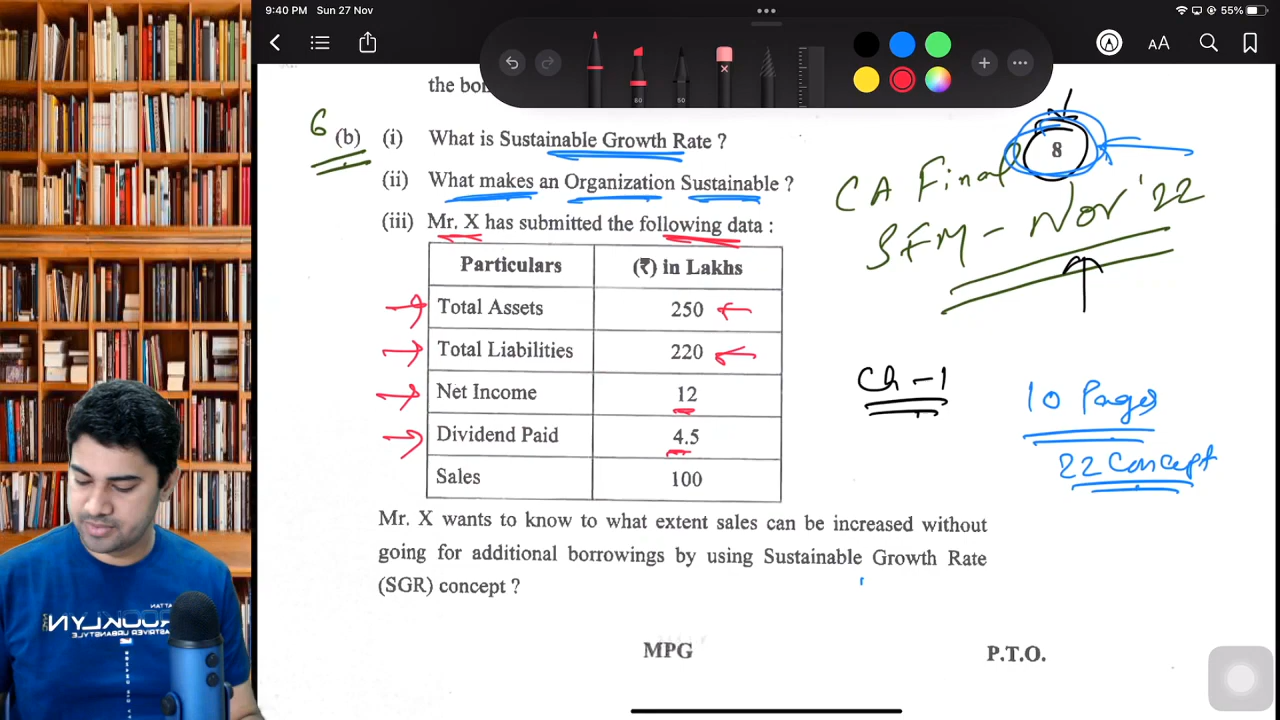 9:40 PM Sun 27 Nov
55%
AA
60
50
6 (b) (i) What is Sustainable Growth Rate ?
8
(ii) What makes an Organization Sustainable ?
CA Final
SFM - Nov '22
(iii) Mr. X has submitted the following data :
Particulars (₹) in Lakhs
Total Assets 250
Total Liabilities 220
Net Income 12
Dividend Paid 4.5
Sales 100
Ch-1
10 Pages
22 Concept
Mr. X wants to know to what extent sales can be increased without
going for additional borrowings by using Sustainable Growth Rate
(SGR) concept ?
MPG
P.T.O.